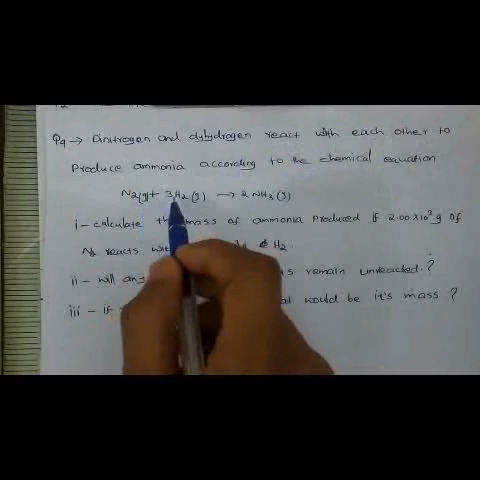 Q9 → Dinitrogen and dihydrogen react with each other to
Produce ammonia according to the chemical equation
N2(g) + 3H2(g) → 2NH3(g)
i - calculate the mass of ammonia Produced if 2.00 x 10³ g of
N2 reacts H2.
ii - will remain unreacted?
iii - if would be it's mass ?